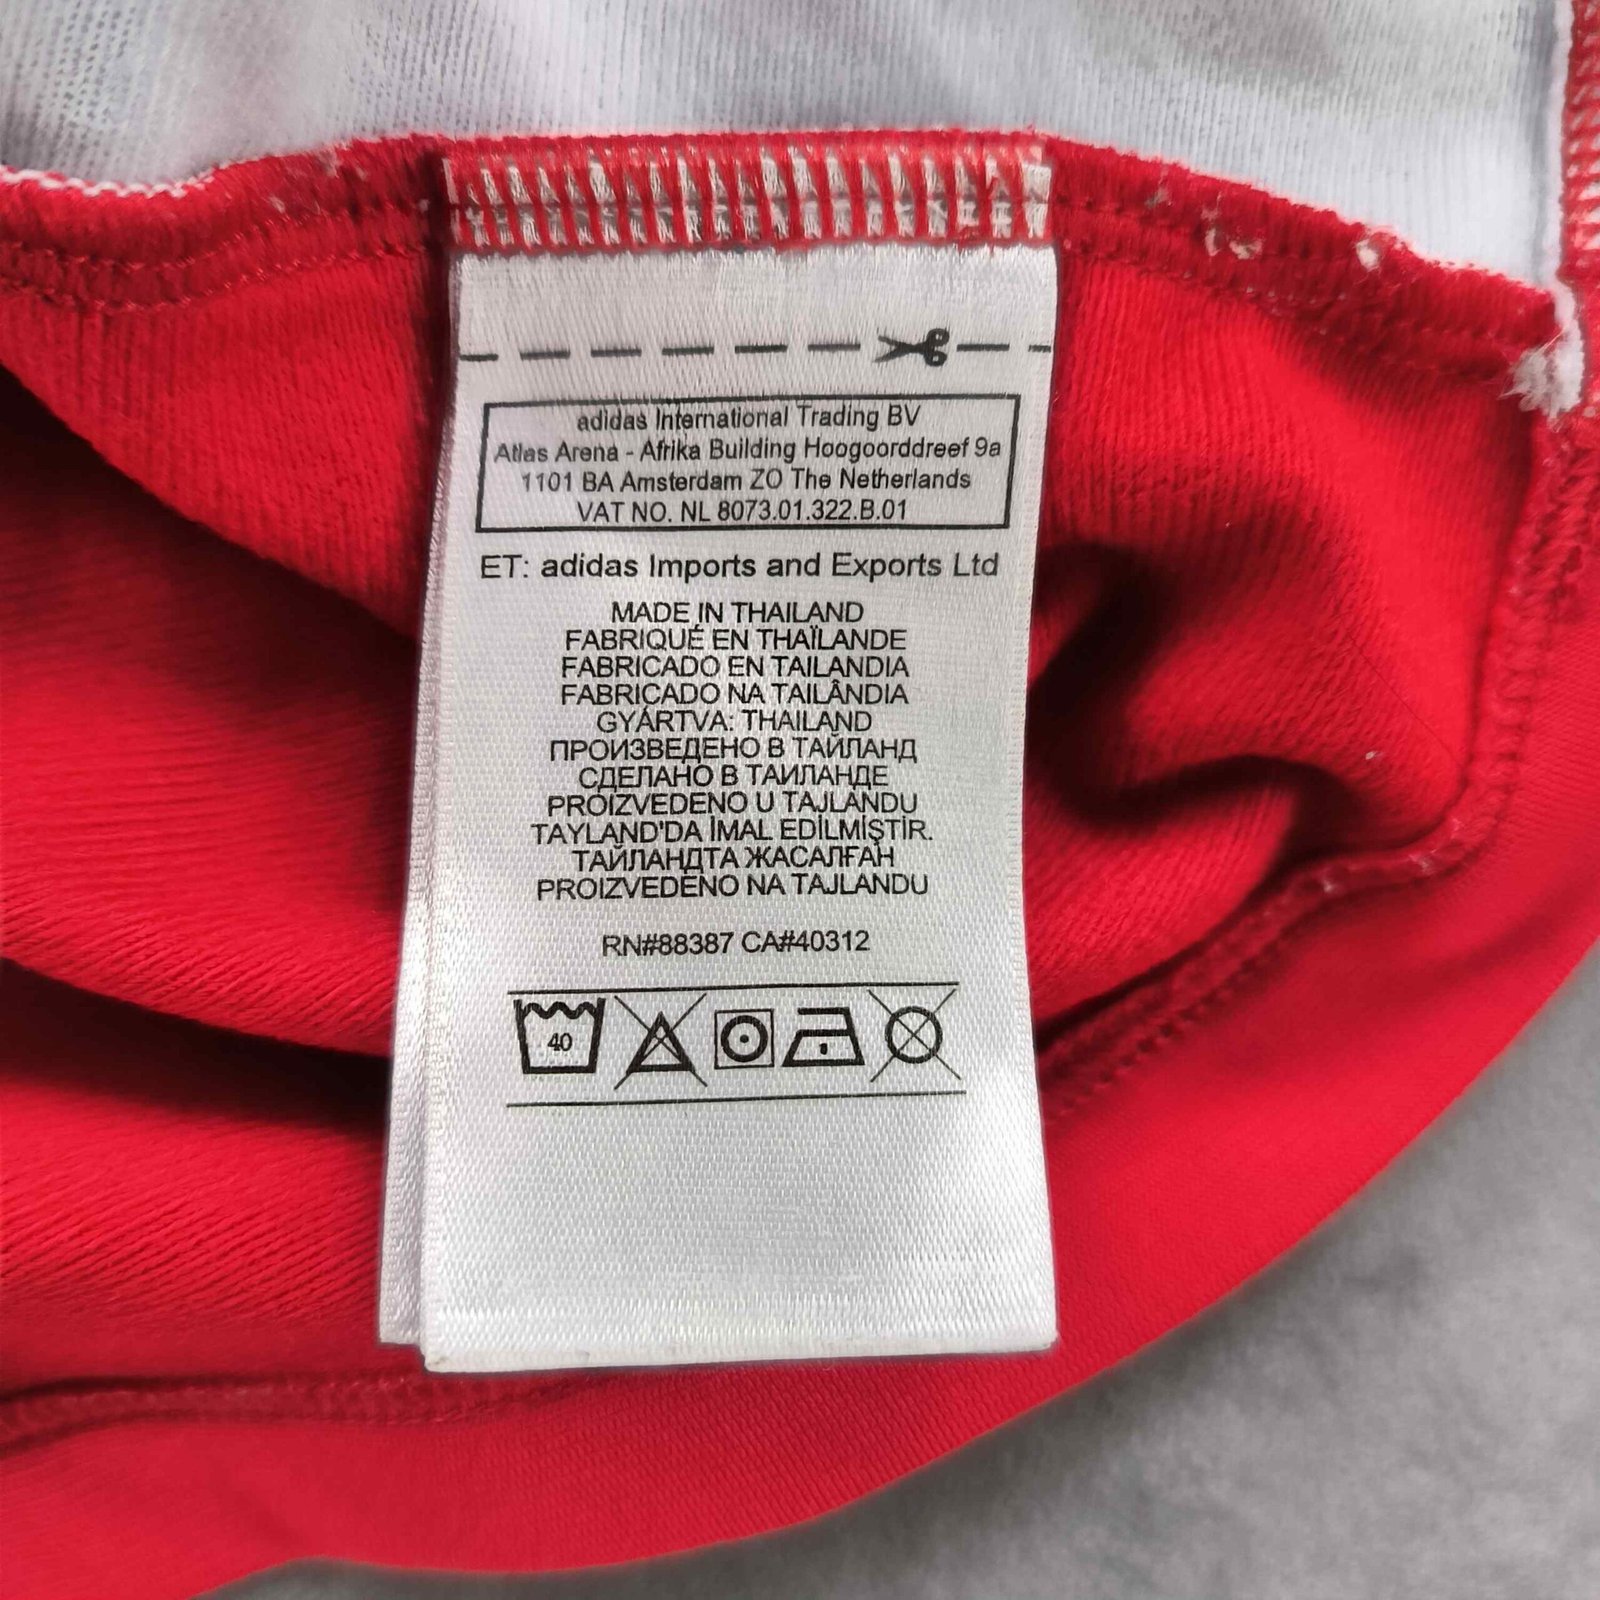 adidas International Trading BV
Atlas Arena - Afrika Building Hoogoorddreef 9a
1101 BA Amsterdam ZO The Netherlands
VAT NO. NL 8073.01.322.B.01
ET: adidas Imports and Exports Ltd
MADE IN THAILAND
FABRIQUÉ EN THAÏLANDE
FABRICADO EN TAILANDIA
FABRICADO NA TAILÂNDIA
GYÁRTVA: THAILAND
ПРОИЗВЕДЕНО В ТАЙЛАНД
СДЕЛАНО В ТАИЛАНДЕ
PROIZVEDENO U TAJLANDU
TAYLAND'DA İMAL EDİLMİŞTİR.
ТАЙЛАНДТА ЖАСАЛҒАН
PROIZVEDENO NA TAJLANDU
RN#88387 CA#40312
40